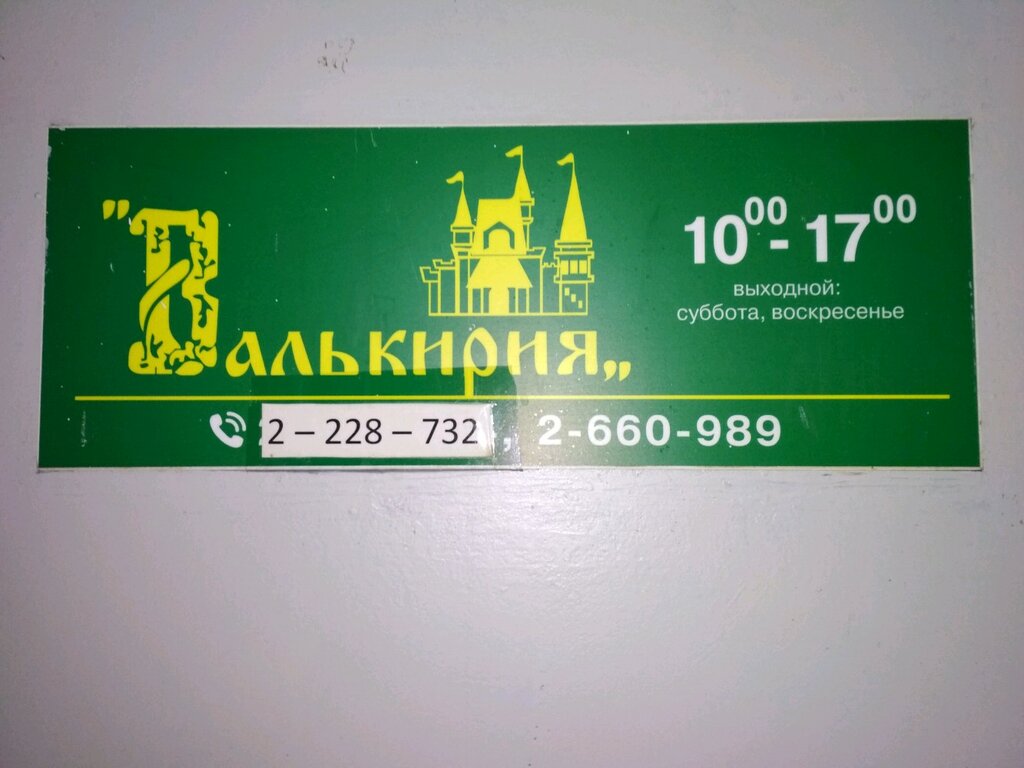 "Валькирия„
10⁰⁰ - 17⁰⁰
выходной:
суббота, воскресенье
2 – 228 – 732, 2-660-989